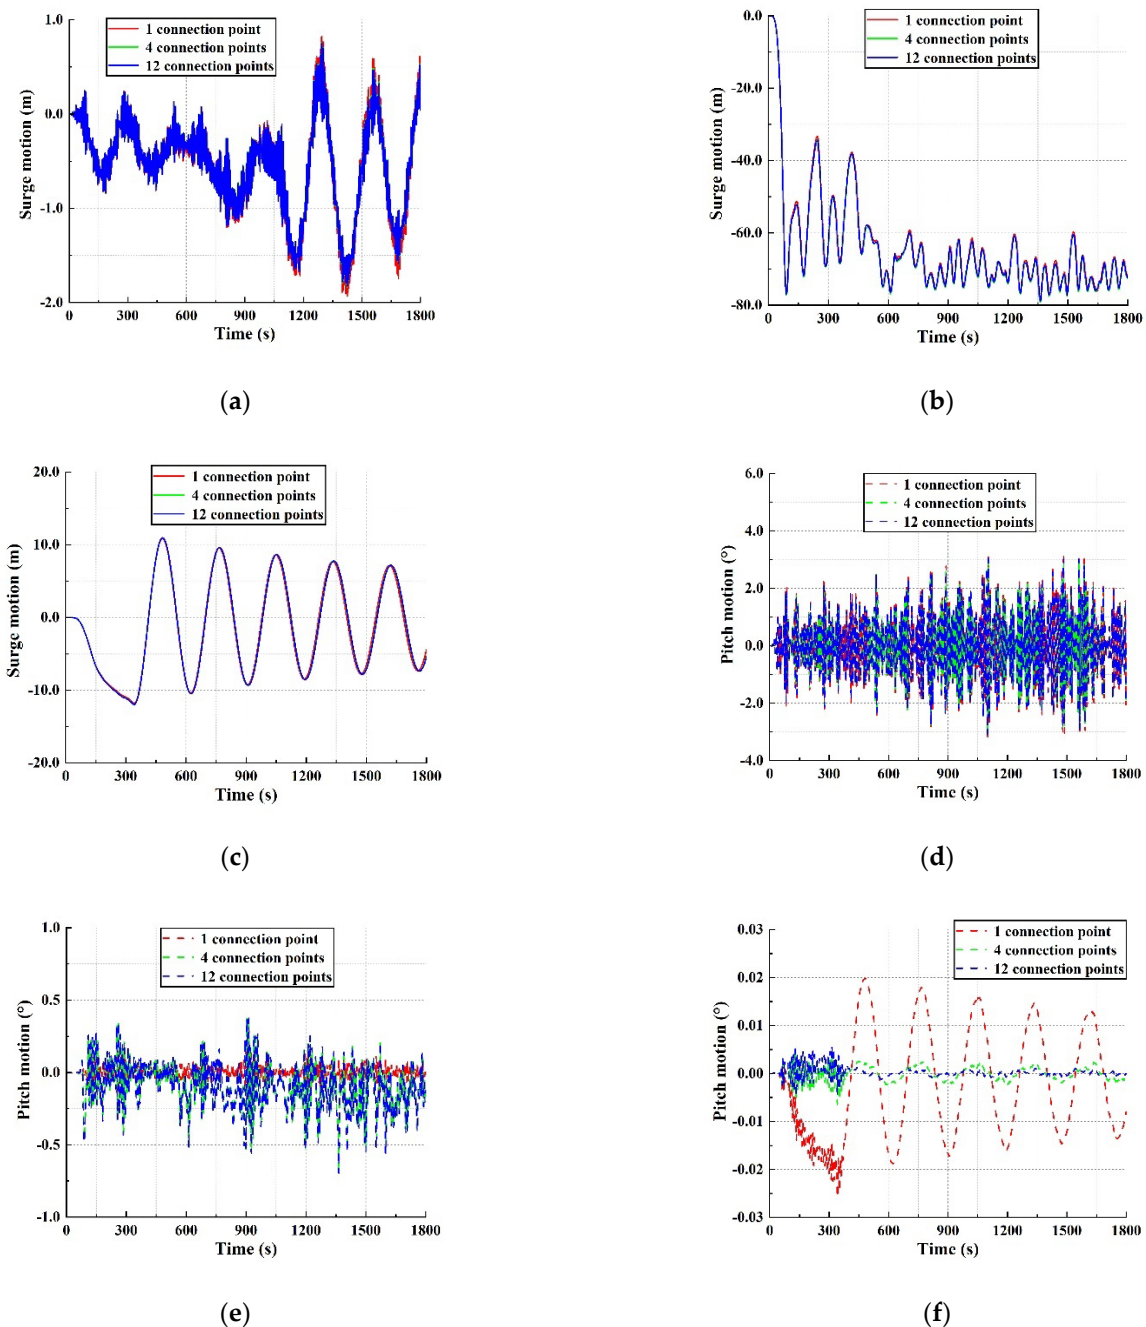 1 connection point
4 connection points
12 connection points
Surge motion (m)
1.0
0.0
-1.0
-2.0
0 300 600 900 1200 1500 1800
Time (s)
(a)
1 connection point
4 connection points
12 connection points
Surge motion (m)
0.0
-20.0
-40.0
-60.0
-80.0
0 300 600 900 1200 1500 1800
Time (s)
(b)
1 connection point
4 connection points
12 connection points
Surge motion (m)
20.0
10.0
0.0
-10.0
-20.0
0 300 600 900 1200 1500 1800
Time (s)
(c)
1 connection point
4 connection points
12 connection points
Pitch motion (°)
6.0
4.0
2.0
0.0
-2.0
-4.0
0 300 600 900 1200 1500 1800
Time (s)
(d)
1 connection point
4 connection points
12 connection points
Pitch motion (°)
1.0
0.5
0.0
-0.5
-1.0
0 300 600 900 1200 1500 1800
Time (s)
(e)
1 connection point
4 connection points
12 connection points
Pitch motion (°)
0.03
0.02
0.01
0.00
-0.01
-0.02
-0.03
0 300 600 900 1200 1500 1800
Time (s)
(f)